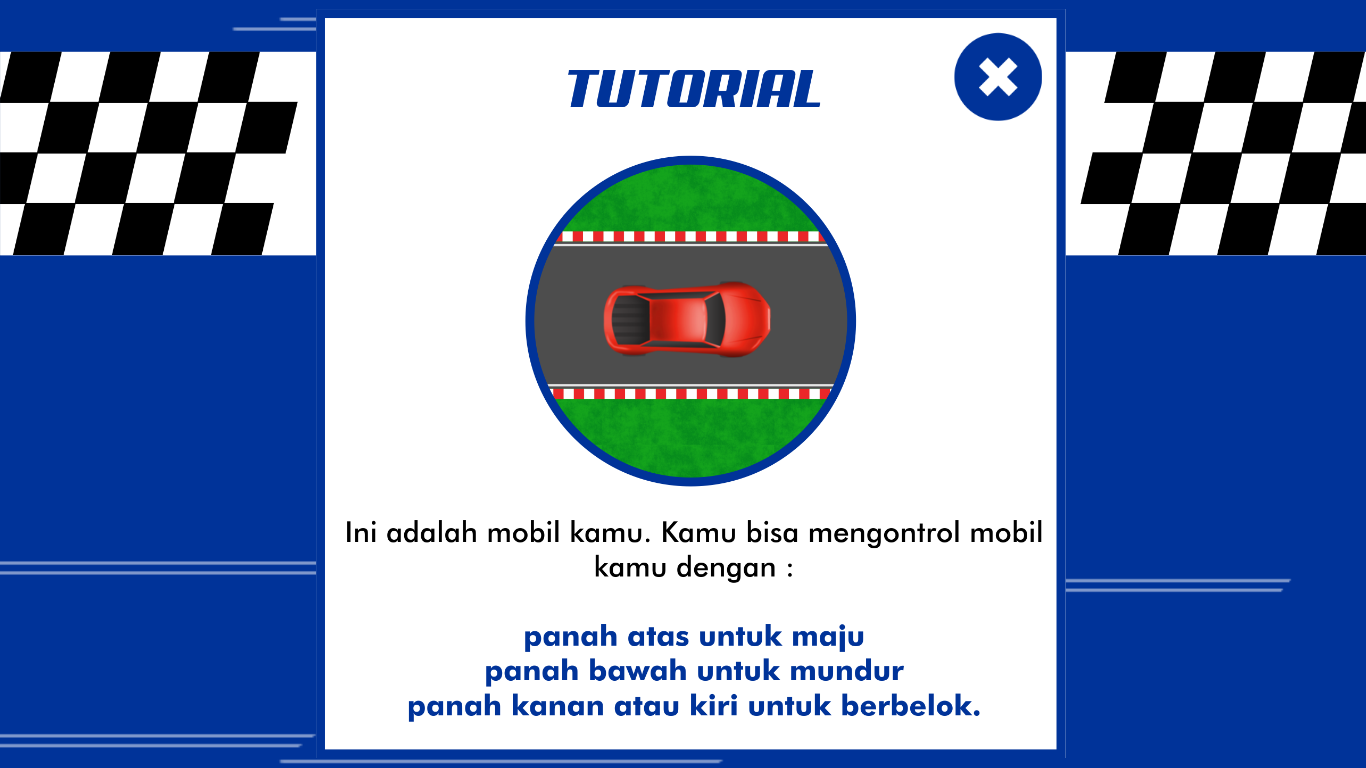 TUTORIAL
Ini adalah mobil kamu. Kamu bisa mengontrol mobil
kamu dengan :
panah atas untuk maju
panah bawah untuk mundur
panah kanan atau kiri untuk berbelok.